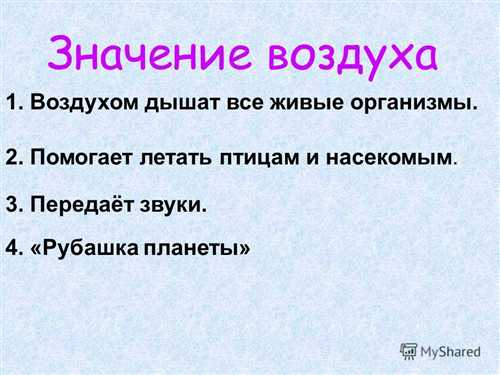 Значение воздуха
1. Воздухом дышат все живые организмы.
2. Помогает летать птицам и насекомым.
3. Передаёт звуки.
4. «Рубашка планеты»
MyShared